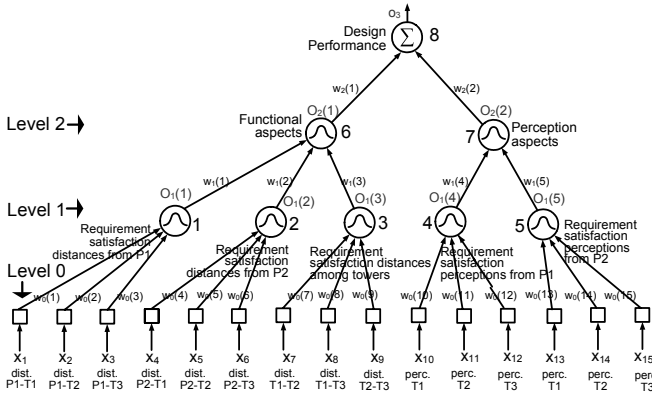 O₃
Design
Performance
Σ
8
w₂(1)
w₂(2)
O₂(1)
O₂(2)
Level 2
Functional
aspects
6
7
Perception
aspects
w₁(1)
w₁(2)
w₁(3)
w₁(4)
w₁(5)
O₁(1)
O₁(2)
O₁(3)
O₁(4)
O₁(5)
Level 1
1
2
3
4
5
Requirement
satisfaction
distances from P1
Requirement
satisfaction
distances from P2
Requirement
satisfaction distances
among towers
Requirement
satisfaction
perceptions from P1
Requirement
satisfaction
perceptions
from P2
Level 0
w₀(1)
w₀(2)
w₀(3)
w₀(4)
w₀(5)
w₀(6)
w₀(7)
w₀(8)
w₀(9)
w₀(10)
w₀(11)
w₀(12)
w₀(13)
w₀(14)
w₀(15)
X₁ X₂ X₃ X₄ X₅ X₆ X₇ X₈ X₉ X₁₀ X₁₁ X₁₂ X₁₃ X₁₄ X₁₅
dist. dist. dist. dist. dist. dist. dist. dist. dist. perc. perc. perc. perc. perc. perc.
P1-T1 P1-T2 P1-T3 P2-T1 P2-T2 P2-T3 T1-T2 T1-T3 T2-T3 T1 T2 T3 T1 T2 T3